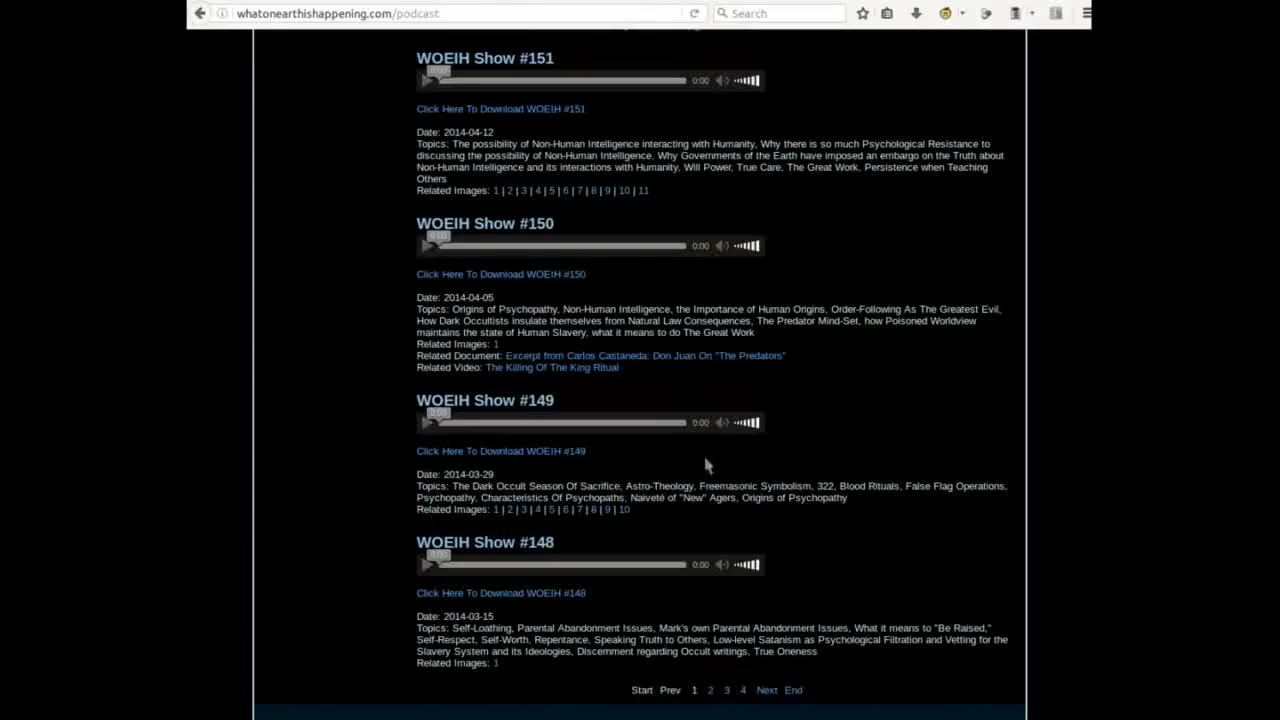 whatonearthishappening.com/podcast
Search
WOEIH Show #151
0:00
0:00
Click Here To Download WOEIH #151
Date: 2014-04-12
Topics: The possibility of Non-Human Intelligence interacting with Humanity, Why there is so much Psychological Resistance to
discussing the possibility of Non-Human Intelligence, Why Governments of the Earth have imposed an embargo on the Truth about
Non-Human Intelligence and its interactions with Humanity, Will Power, True Care, The Great Work, Persistence when Teaching
Others
Related Images: 1 | 2 | 3 | 4 | 5 | 6 | 7 | 8 | 9 | 10 | 11
WOEIH Show #150
0:00
0:00
Click Here To Download WOEIH #150
Date: 2014-04-05
Topics: Origins of Psychopathy, Non-Human Intelligence, the Importance of Human Origins, Order-Following As The Greatest Evil,
How Dark Occultists insulate themselves from Natural Law Consequences, The Predator Mind-Set, how Poisoned Worldview
maintains the state of Human Slavery, what it means to do The Great Work
Related Images: 1
Related Document: Excerpt from Carlos Castaneda: Don Juan On "The Predators"
Related Video: The Killing Of The King Ritual
WOEIH Show #149
0:00
0:00
Click Here To Download WOEIH #149
Date: 2014-03-29
Topics: The Dark Occult Season Of Sacrifice, Astro-Theology, Freemasonic Symbolism, 322, Blood Rituals, False Flag Operations,
Psychopathy, Characteristics Of Psychopaths, Naiveté of "New" Agers, Origins of Psychopathy
Related Images: 1 | 2 | 3 | 4 | 5 | 6 | 7 | 8 | 9 | 10
WOEIH Show #148
0:00
0:00
Click Here To Download WOEIH #148
Date: 2014-03-15
Topics: Self-Loathing, Parental Abandonment Issues, Mark's own Parental Abandonment Issues, What it means to "Be Raised,"
Self-Respect, Self-Worth, Repentance, Speaking Truth to Others, Low-level Satanism as Psychological Filtration and Vetting for the
Slavery System and its Ideologies, Discernment regarding Occult writings, True Oneness
Related Images: 1
Start Prev 1 2 3 4 Next End